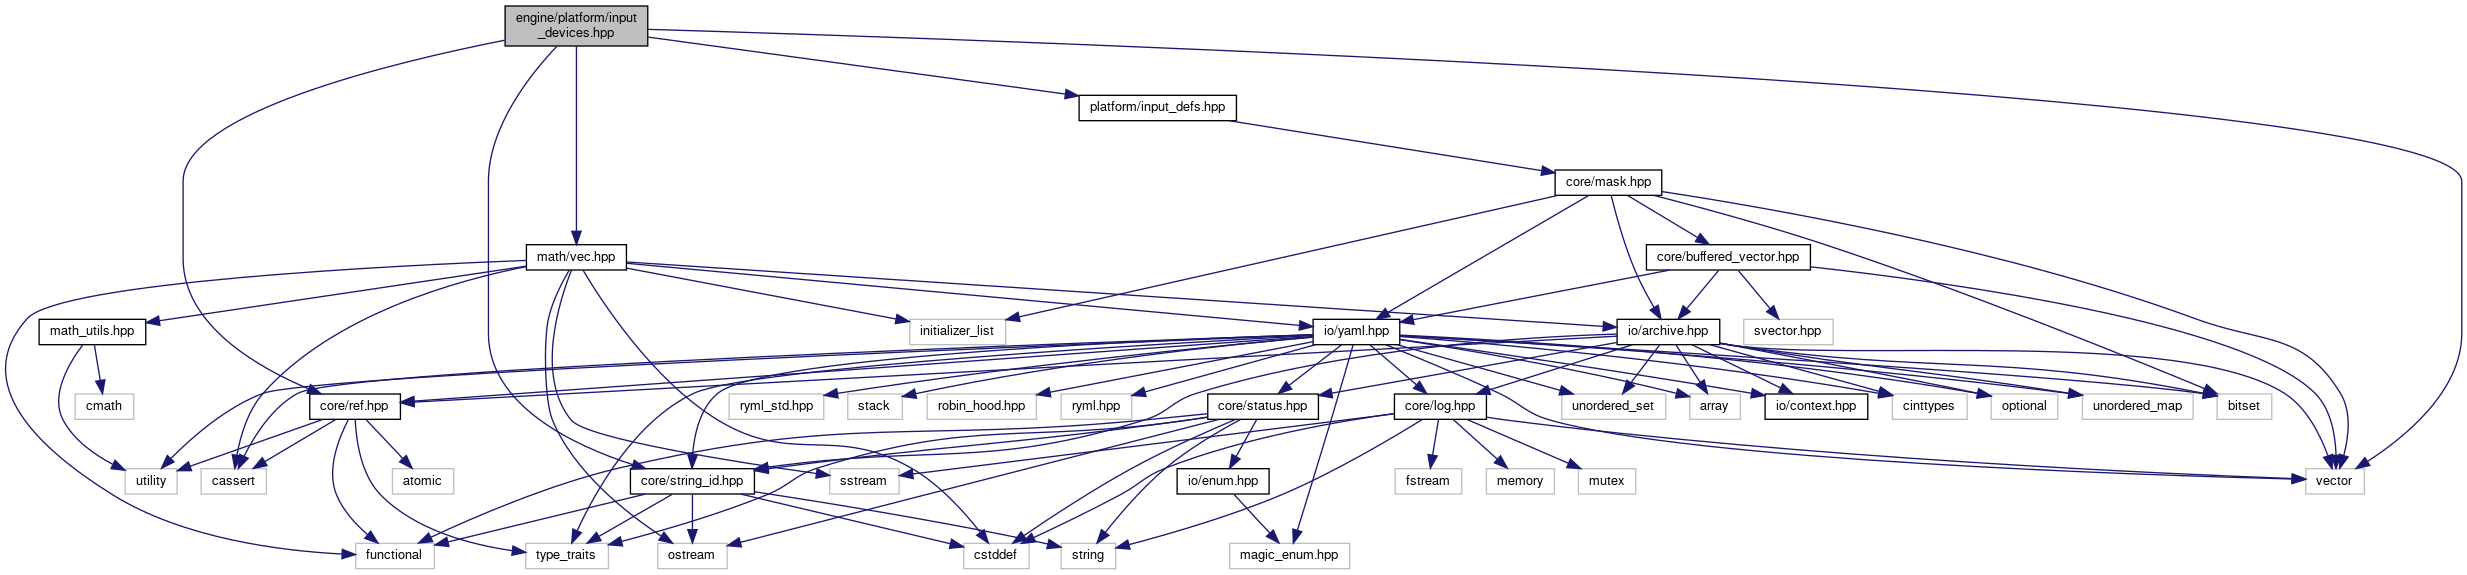 engine/platform/input
_devices.hpp
platform/input_defs.hpp
core/mask.hpp
math/vec.hpp
core/buffered_vector.hpp
math_utils.hpp
initializer_list
io/yaml.hpp
io/archive.hpp
svector.hpp
cmath
core/ref.hpp
ryml_std.hpp
stack
robin_hood.hpp
ryml.hpp
core/status.hpp
core/log.hpp
unordered_set
array
io/context.hpp
cinttypes
optional
unordered_map
bitset
utility
cassert
atomic
core/string_id.hpp
sstream
io/enum.hpp
fstream
memory
mutex
vector
functional
type_traits
ostream
cstddef
string
magic_enum.hpp